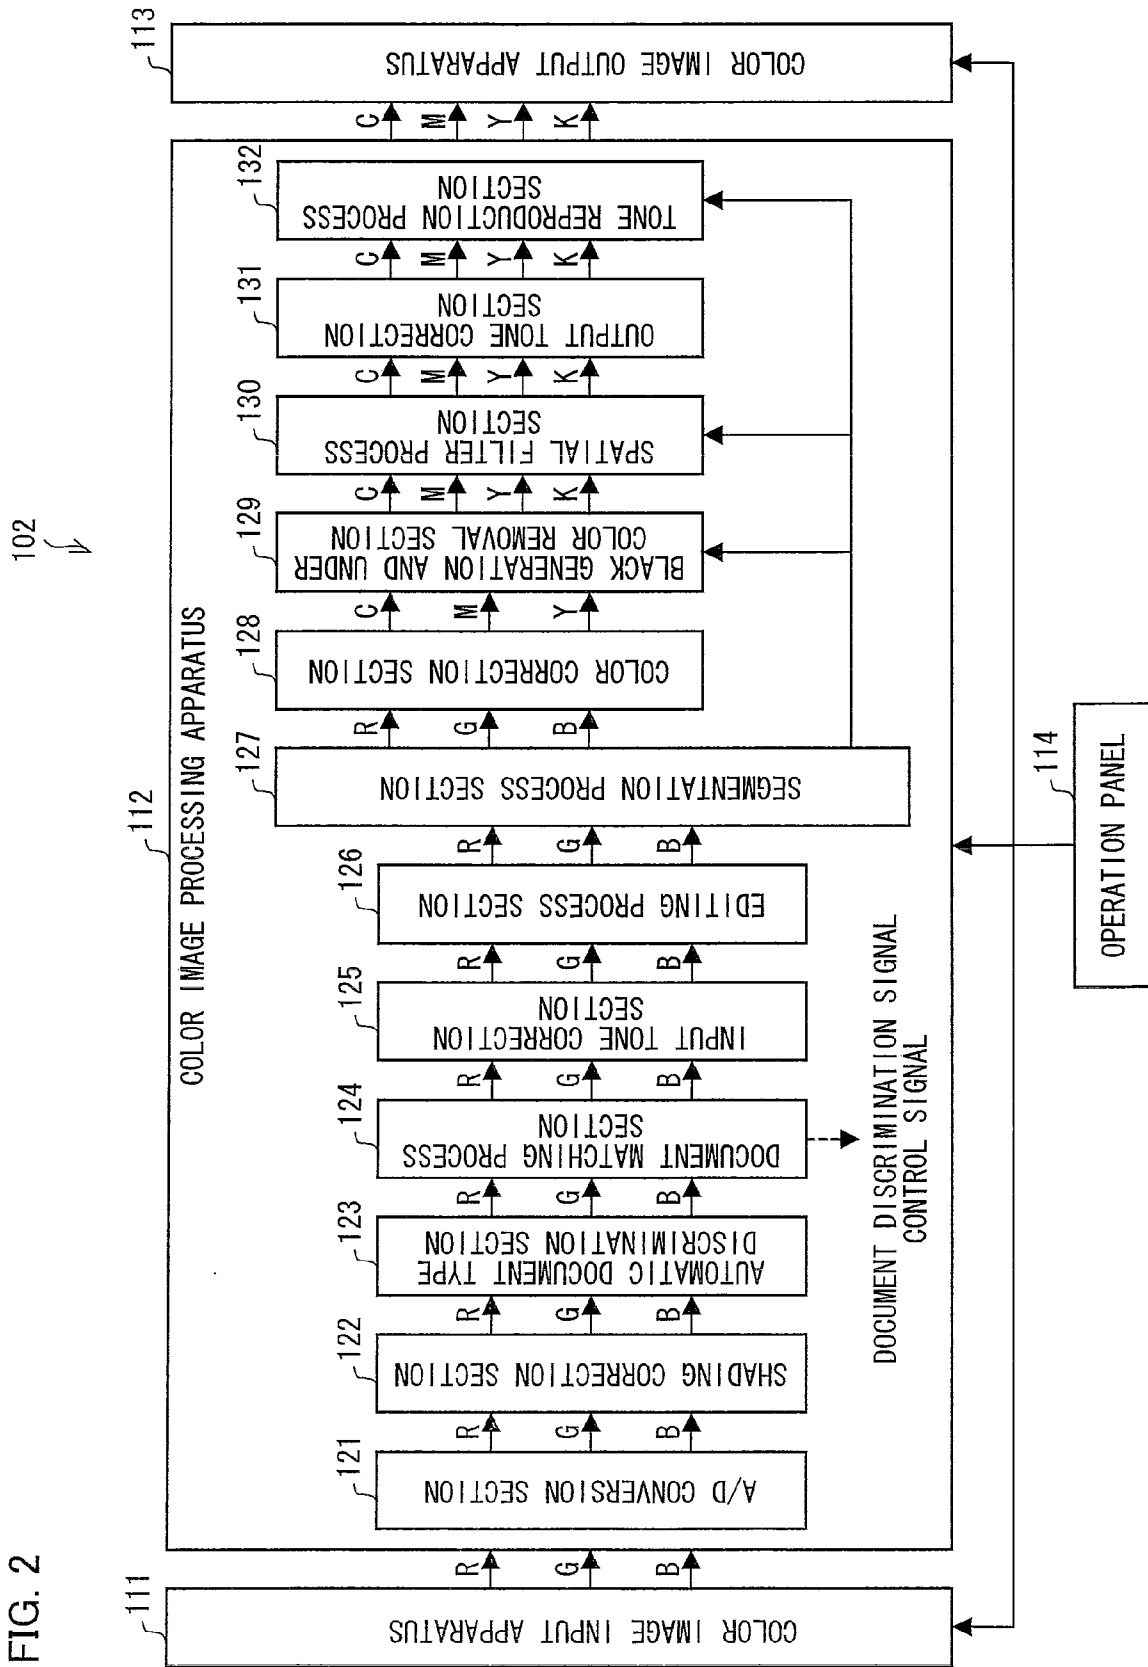 FIG. 2
102
111
COLOR IMAGE INPUT APPARATUS
R
G
B
112
COLOR IMAGE PROCESSING APPARATUS
121
A/D CONVERSION SECTION
R
G
B
122
SHADING CORRECTION SECTION
R
G
B
123
AUTOMATIC DOCUMENT TYPE
DISCRIMINATION SECTION
R
G
B
124
DOCUMENT MATCHING PROCESS
SECTION
DOCUMENT DISCRIMINATION SIGNAL
CONTROL SIGNAL
R
G
B
125
INPUT TONE CORRECTION
SECTION
R
G
B
126
EDITING PROCESS SECTION
R
G
B
127
SEGMENTATION PROCESS SECTION
R
G
B
128
COLOR CORRECTION SECTION
C
M
Y
129
BLACK GENERATION AND UNDER
COLOR REMOVAL SECTION
C
M
Y
K
130
SPATIAL FILTER PROCESS
SECTION
C
M
Y
K
131
OUTPUT TONE CORRECTION
SECTION
C
M
Y
K
132
TONE REPRODUCTION PROCESS
SECTION
C
M
Y
K
113
COLOR IMAGE OUTPUT APPARATUS
114
OPERATION PANEL